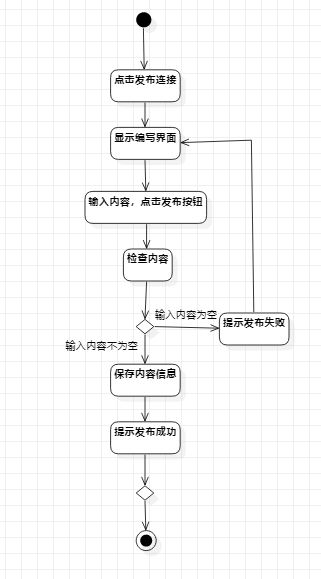 点击发布连接
显示编写界面
输入内容，点击发布按钮
检查内容
输入内容为空
提示发布失败
输入内容不为空
保存内容信息
提示发布成功